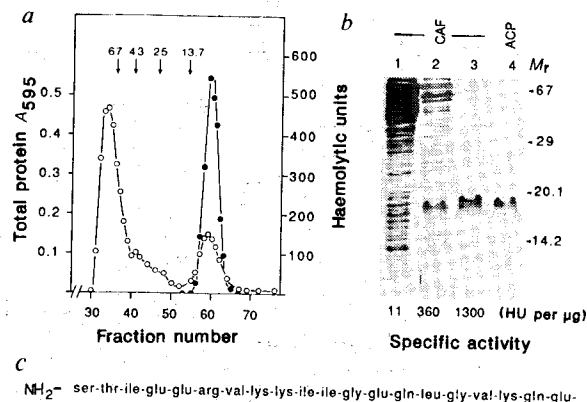 a
67 43 25 13.7
Total protein A595
0.5
0.4
0.3
0.2
0.1
600
500
400
300
200
100
Haemolytic units
30 40 50 60 70
Fraction number
b
CAF ACP
1 2 3 4 Mr
-67
-29
-20.1
-14.2
11 360 1300 (HU per µg)
Specific activity
c
NH2- ser-thr-ile-glu-glu-arg-val-lys-lys-ile-ile-gly-glu-gln-leu-gly-val-lys-gln-glu-